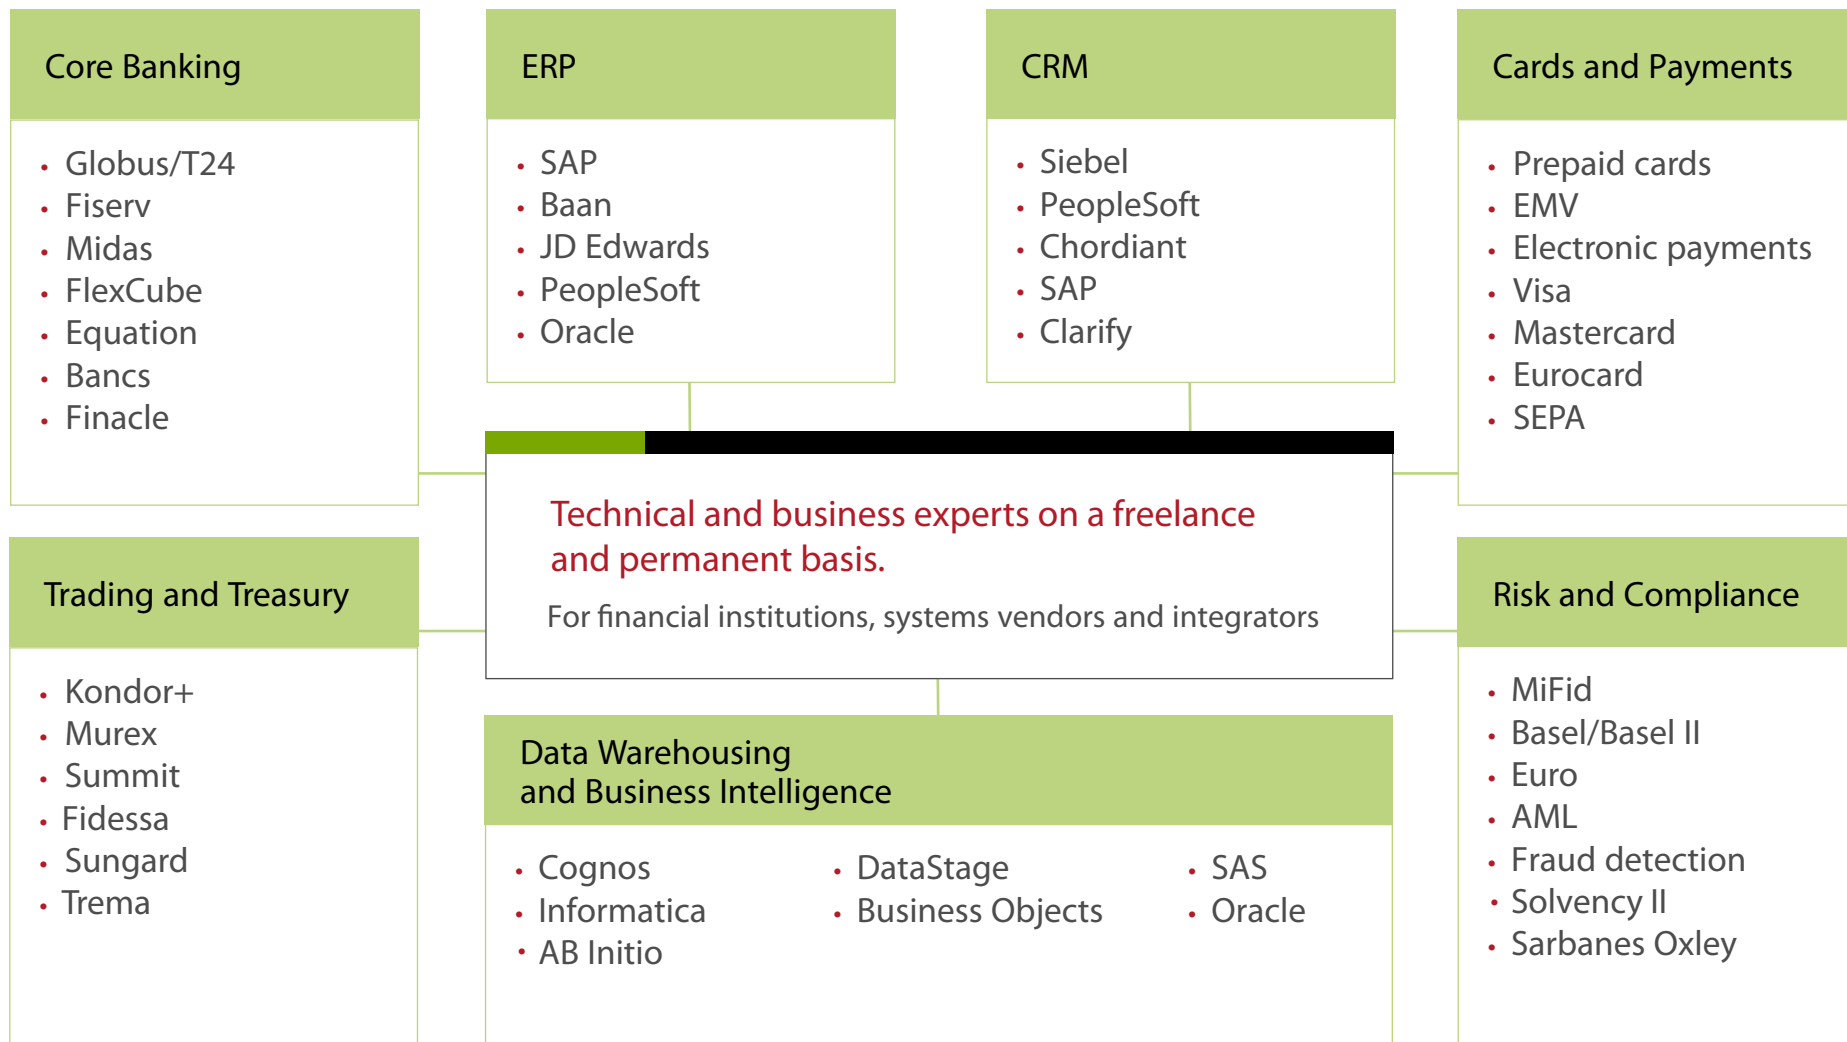 Core Banking
• Globus/T24
• Fiserv
• Midas
• FlexCube
• Equation
• Bancs
• Finacle
ERP
• SAP
• Baan
• JD Edwards
• PeopleSoft
• Oracle
CRM
• Siebel
• PeopleSoft
• Chordiant
• SAP
• Clarify
Cards and Payments
• Prepaid cards
• EMV
• Electronic payments
• Visa
• Mastercard
• Eurocard
• SEPA
Technical and business experts on a freelance
and permanent basis.
For financial institutions, systems vendors and integrators
Trading and Treasury
• Kondor+
• Murex
• Summit
• Fidessa
• Sungard
• Trema
Data Warehousing
and Business Intelligence
• Cognos
• Informatica
• AB Initio
• DataStage
• Business Objects
• SAS
• Oracle
Risk and Compliance
• MiFid
• Basel/Basel II
• Euro
• AML
• Fraud detection
• Solvency II
• Sarbanes Oxley